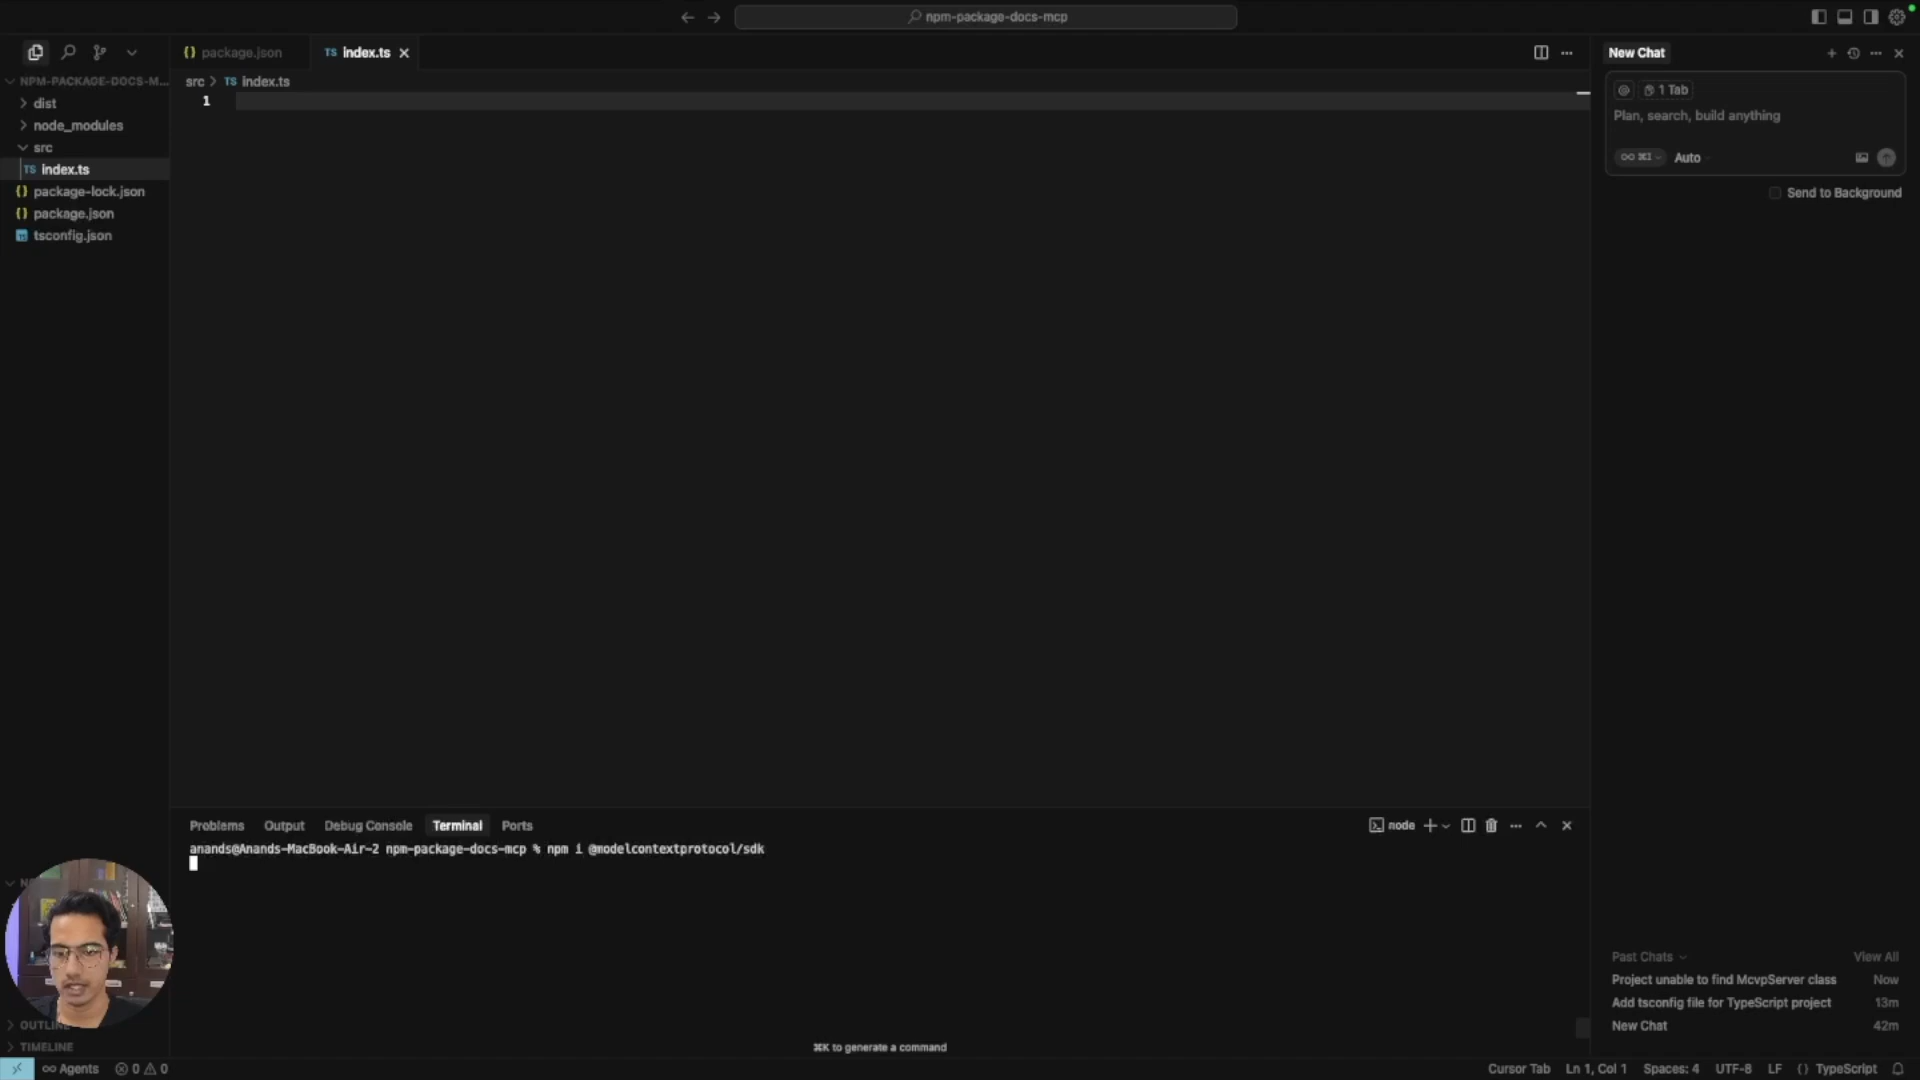 npm-package-docs-mcp
package.json
TS index.ts
New Chat
NPM-PACKAGE-DOCS-M...
src > TS index.ts
1
dist
node_modules
src
TS index.ts
package-lock.json
package.json
tsconfig.json
1 Tab
Plan, search, build anything
⌘I Auto
Send to Background
Problems Output Debug Console Terminal Ports
node
anands@Anands-MacBook-Air-2 npm-package-docs-mcp % npm i @modelcontextprotocol/sdk
⌘K to generate a command
Past Chats View All
Project unable to find McvpServer class Now
Add tsconfig file for TypeScript project 13m
New Chat 42m
TIMELINE
Agents 0 0
Cursor Tab Ln 1, Col 1 Spaces: 4 UTF-8 LF {} TypeScript